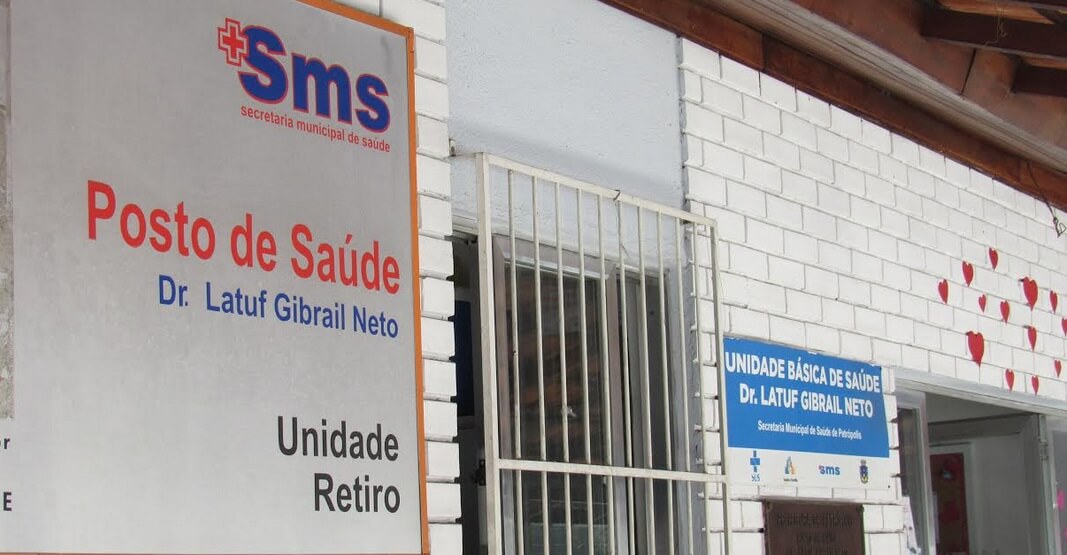 Sms
secretaria municipal de saúde
Posto de Saúde
Dr. Latuf Gibrail Neto
Unidade
Retiro
or
E
UNIDADE BÁSICA DE SAÚDE
Dr. LATUF GIBRAIL NETO
Secretaria Municipal de Saúde de Petrópolis
SUS
sms